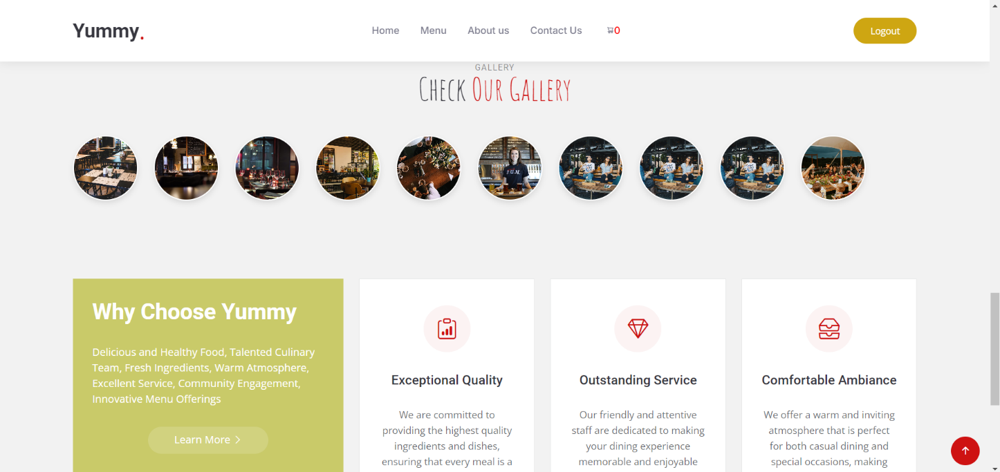 Yummy.
Home Menu About us Contact Us 0
Logout
GALLERY
Check Our Gallery
F.U.N.
Why Choose Yummy
Delicious and Healthy Food, Talented Culinary
Team, Fresh Ingredients, Warm Atmosphere,
Excellent Service, Community Engagement,
Innovative Menu Offerings
Learn More
Exceptional Quality
We are committed to
providing the highest quality
ingredients and dishes,
ensuring that every meal is a
Outstanding Service
Our friendly and attentive
staff are dedicated to making
your dining experience
memorable and enjoyable
Comfortable Ambiance
We offer a warm and inviting
atmosphere that is perfect
for both casual dining and
special occasions, making